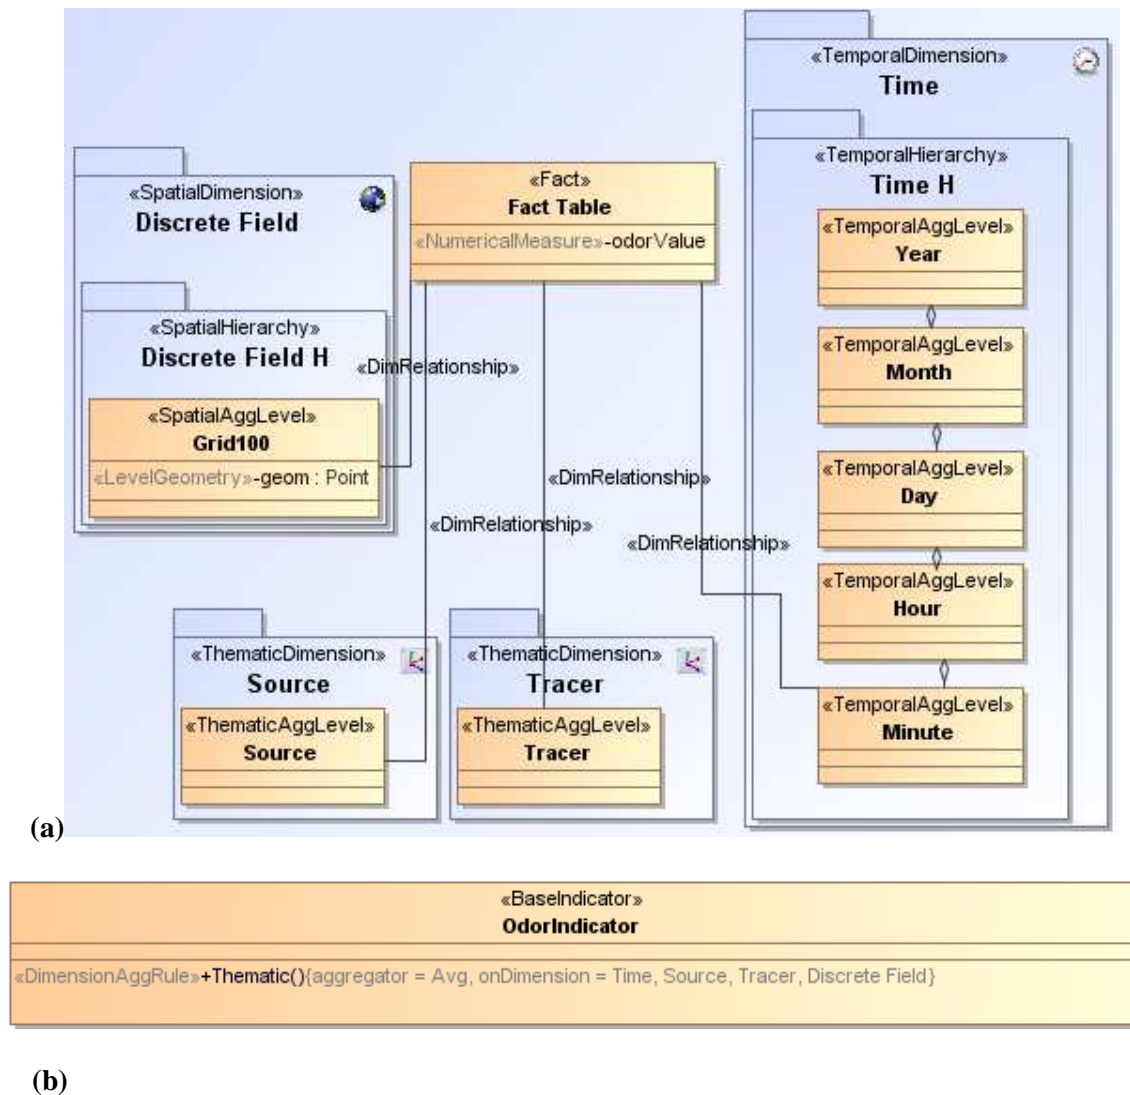 «TemporalDimension»
Time
«TemporalHierarchy»
Time H
«TemporalAggLevel»
Year
«TemporalAggLevel»
Month
«TemporalAggLevel»
Day
«TemporalAggLevel»
Hour
«TemporalAggLevel»
Minute
«SpatialDimension»
Discrete Field
«SpatialHierarchy»
Discrete Field H
«SpatialAggLevel»
Grid100
«LevelGeometry»-geom : Point
«Fact»
Fact Table
«NumericalMeasure»-odorValue
«DimRelationship»
«DimRelationship»
«DimRelationship»
«DimRelationship»
«ThematicDimension»
Source
«ThematicAggLevel»
Source
«ThematicDimension»
Tracer
«ThematicAggLevel»
Tracer
(a)
«BaseIndicator»
OdorIndicator
«DimensionAggRule»+Thematic(){aggregator = Avg, onDimension = Time, Source, Tracer, Discrete Field}
(b)